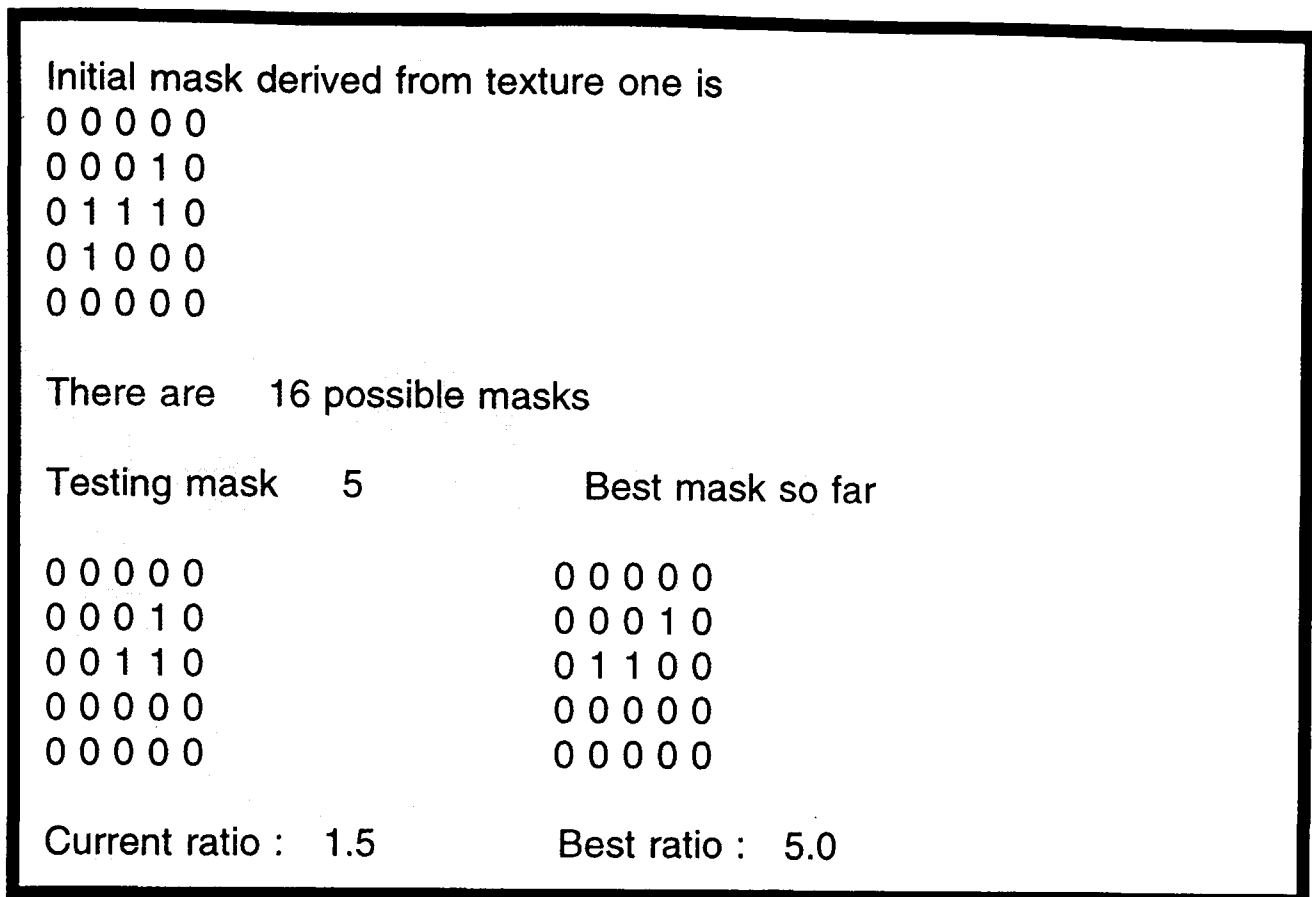 Initial mask derived from texture one is
0 0 0 0 0
0 0 0 1 0
0 1 1 1 0
0 1 0 0 0
0 0 0 0 0
There are 16 possible masks
Testing mask 5 Best mask so far
0 0 0 0 0 0 0 0 0 0
0 0 0 1 0 0 0 0 1 0
0 0 1 1 0 0 1 1 0 0
0 0 0 0 0 0 0 0 0 0
0 0 0 0 0 0 0 0 0 0
Current ratio : 1.5 Best ratio : 5.0